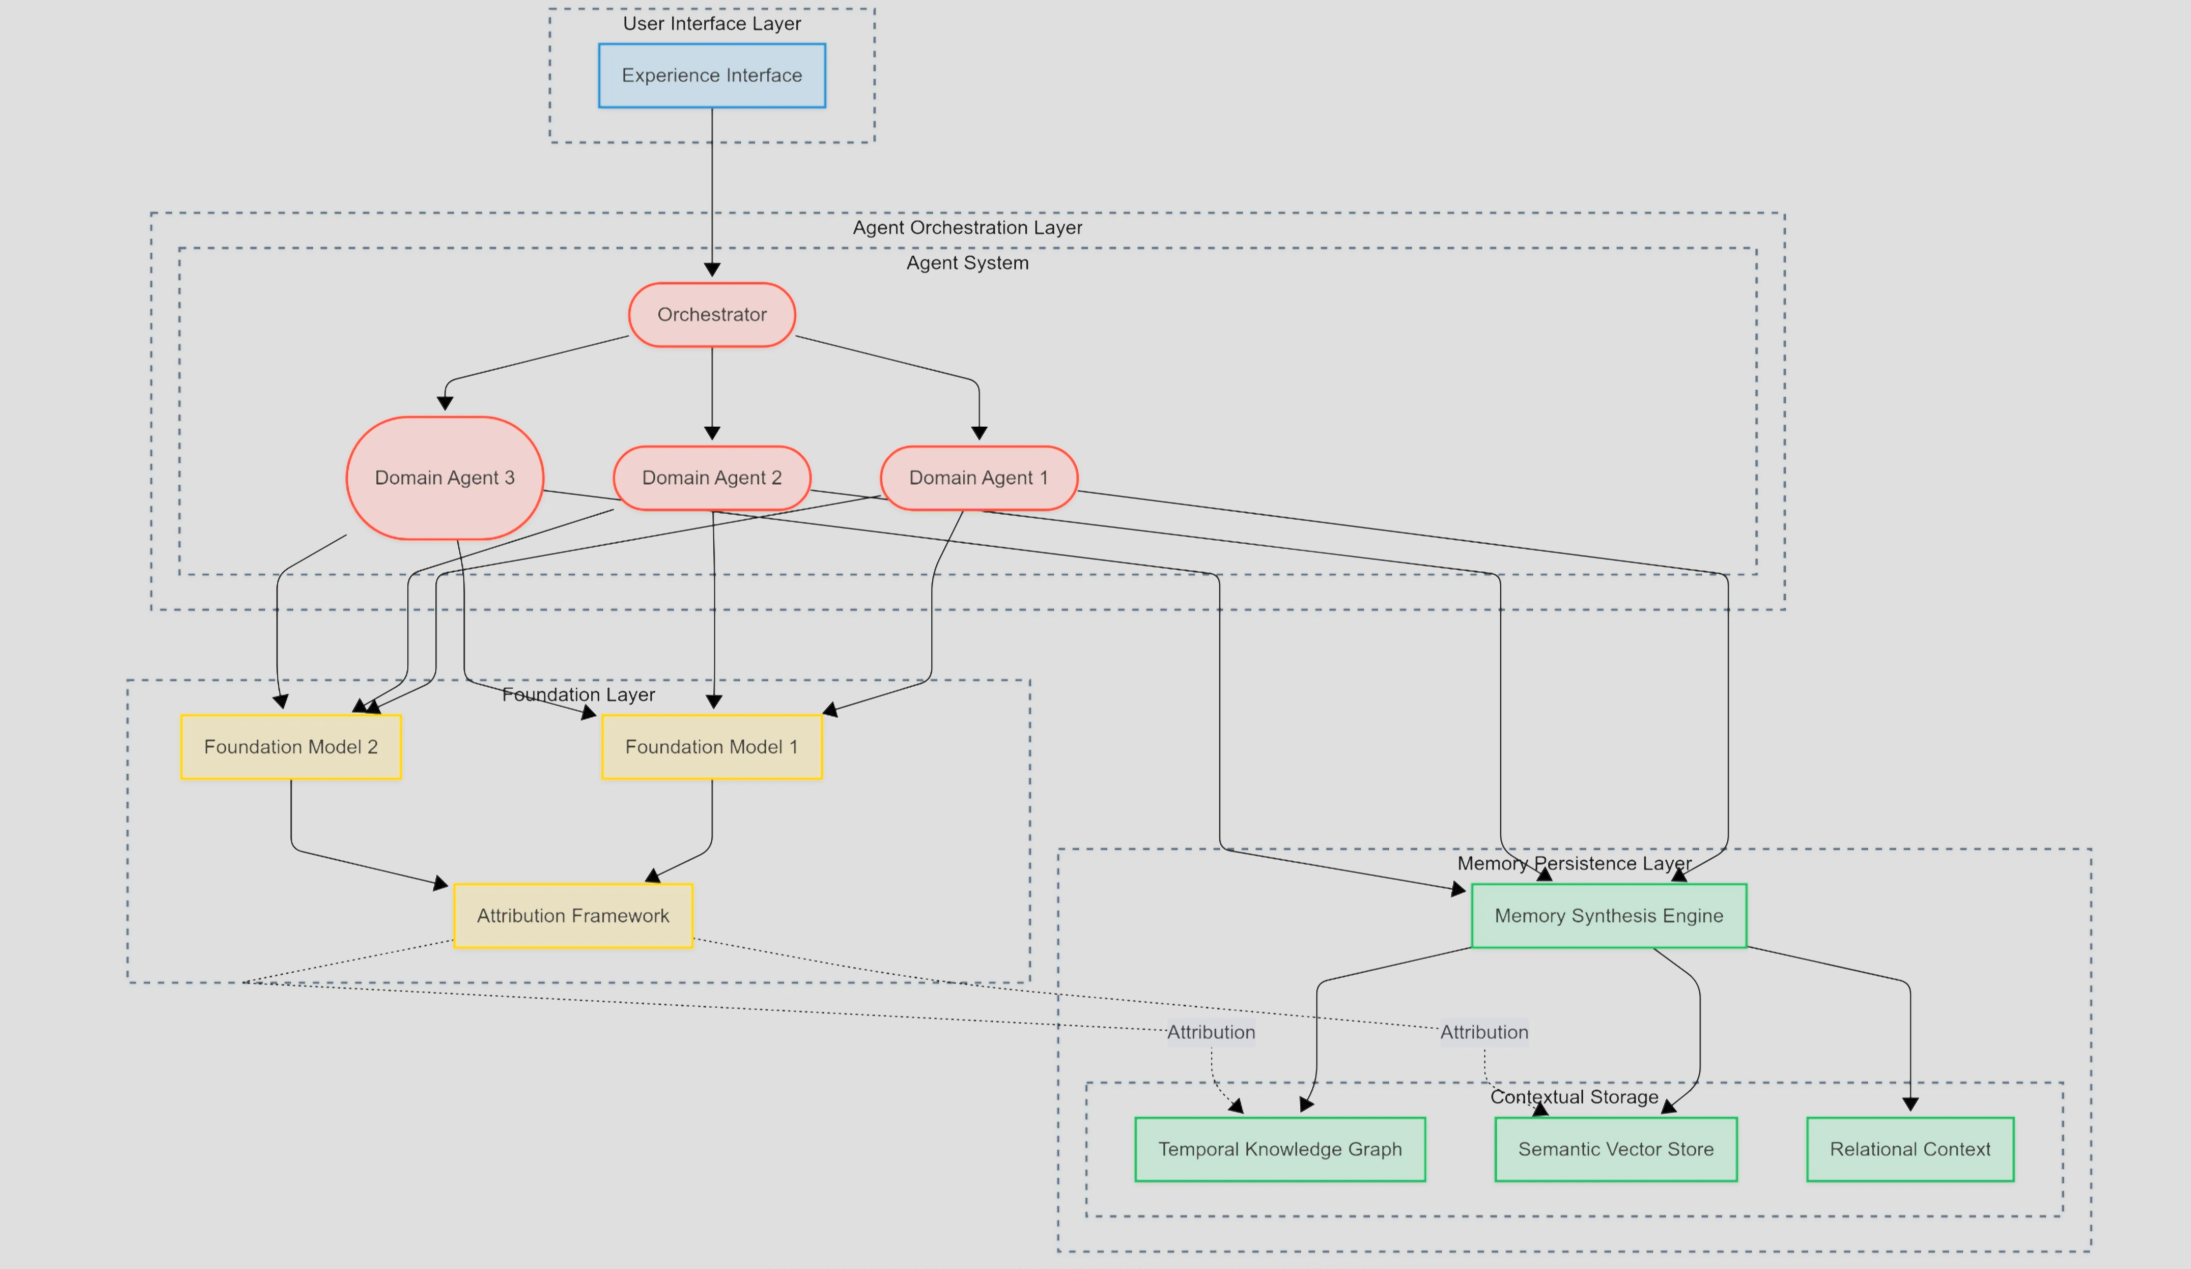 User Interface Layer
Experience Interface
Agent Orchestration Layer
Agent System
Orchestrator
Domain Agent 3
Domain Agent 2
Domain Agent 1
Foundation Layer
Foundation Model 2
Foundation Model 1
Memory Persistence Layer
Attribution Framework
Memory Synthesis Engine
Attribution
Attribution
Contextual Storage
Temporal Knowledge Graph
Semantic Vector Store
Relational Context